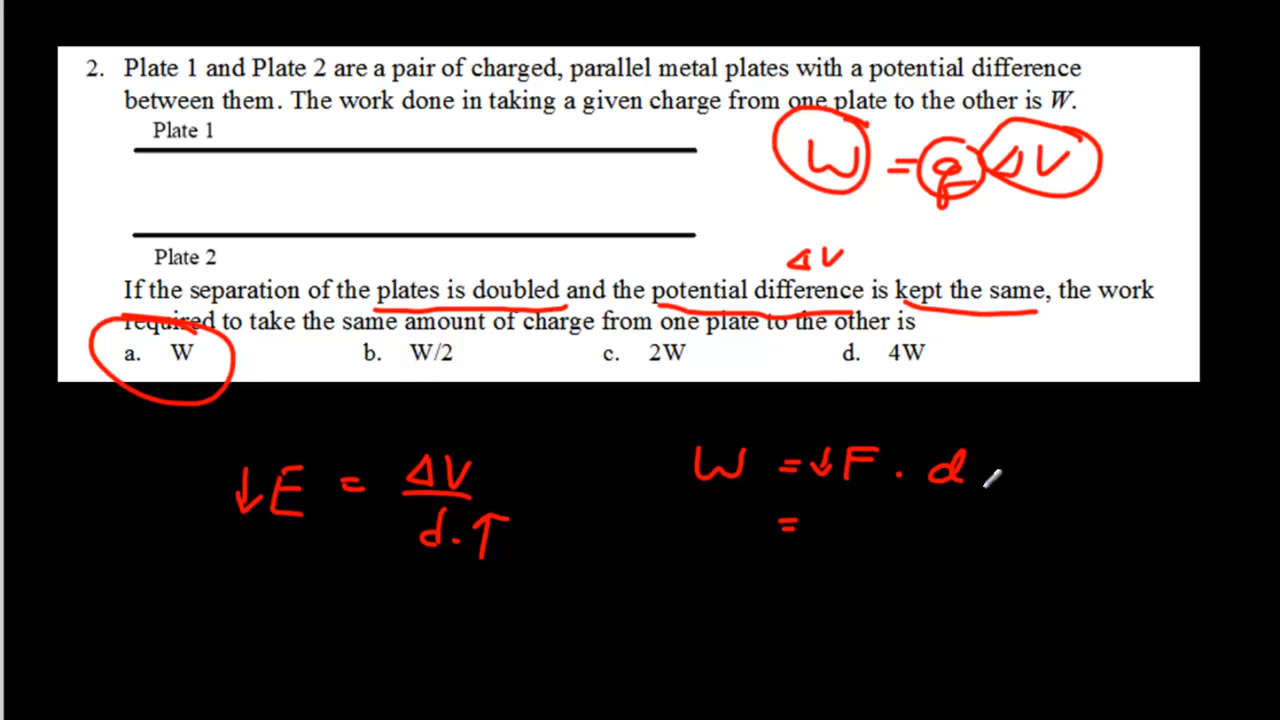 2. Plate 1 and Plate 2 are a pair of charged, parallel metal plates with a potential difference
between them. The work done in taking a given charge from one plate to the other is W.
Plate 1
W = q ΔV
Plate 2
ΔV
If the separation of the plates is doubled and the potential difference is kept the same, the work
required to take the same amount of charge from one plate to the other is
a. W b. W/2 c. 2W d. 4W
↓E = ΔV / d.↑
W = ↓F . d
=